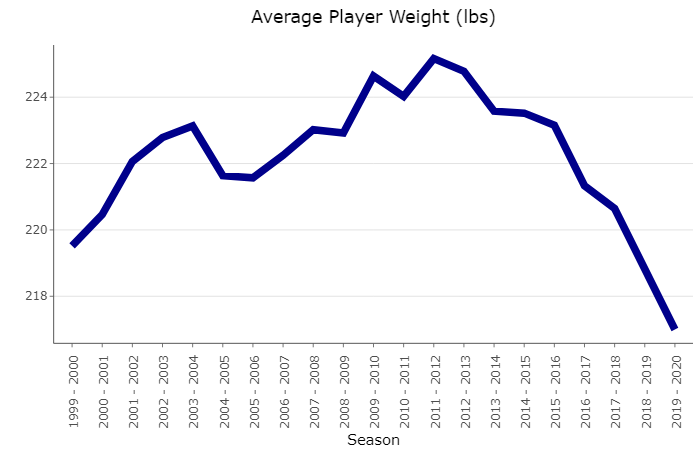 Average Player Weight (lbs)
224
222
220
218
1999 - 2000
2000 - 2001
2001 - 2002
2002 - 2003
2003 - 2004
2004 - 2005
2005 - 2006
2006 - 2007
2007 - 2008
2008 - 2009
2009 - 2010
2010 - 2011
2011 - 2012
2012 - 2013
2013 - 2014
2014 - 2015
2015 - 2016
2016 - 2017
2017 - 2018
2018 - 2019
2019 - 2020
Season